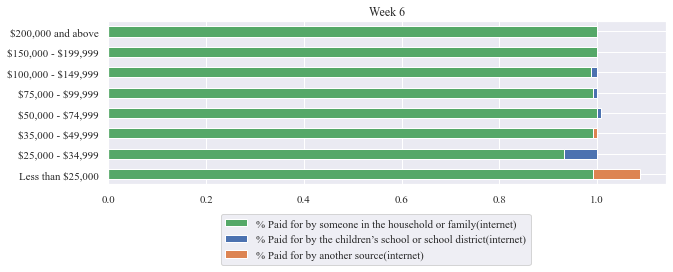 Week 6
$200,000 and above
$150,000 - $199,999
$100,000 - $149,999
$75,000 - $99,999
$50,000 - $74,999
$35,000 - $49,999
$25,000 - $34,999
Less than $25,000
0.0 0.2 0.4 0.6 0.8 1.0
% Paid for by someone in the household or family(internet)
% Paid for by the children's school or school district(internet)
% Paid for by another source(internet)